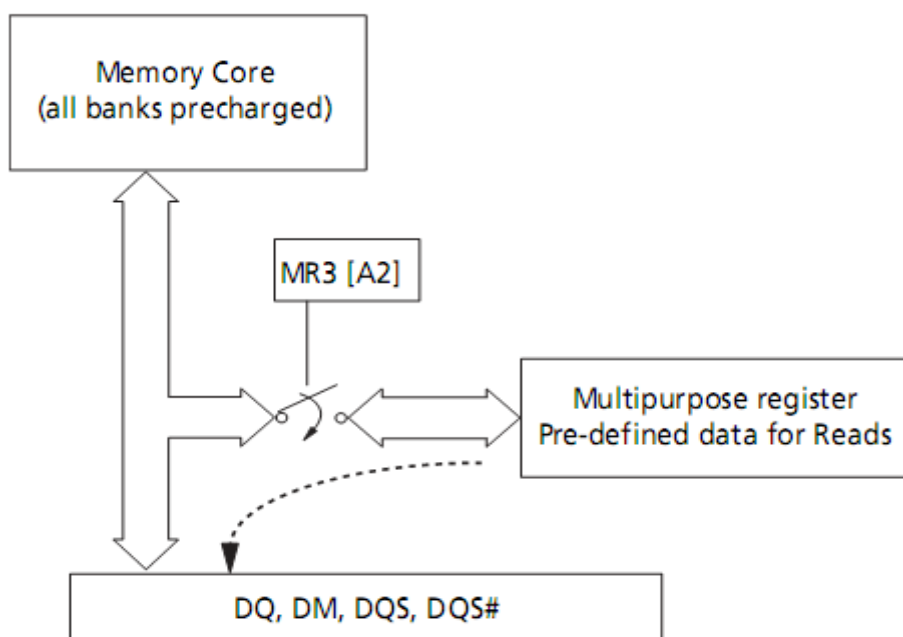 Memory Core
(all banks precharged)
MR3 [A2]
Multipurpose register
Pre-defined data for Reads
DQ, DM, DQS, DQS#